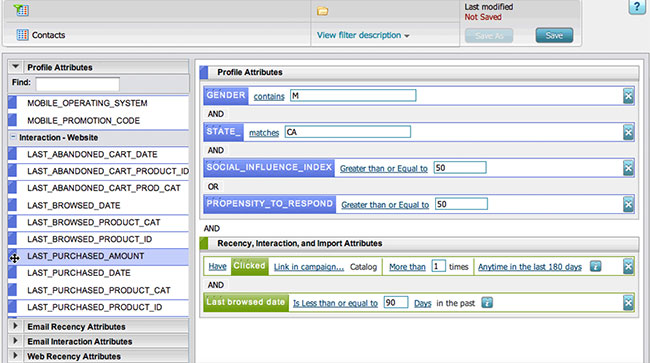 Last modified
Not Saved
?
Contacts
View filter description
Save As
Save
Profile Attributes
Find:
MOBILE_OPERATING_SYSTEM
MOBILE_PROMOTION_CODE
Interaction - Website
LAST_ABANDONED_CART_DATE
LAST_ABANDONED_CART_PRODUCT_ID
LAST_ABANDONED_CART_PROD_CAT
LAST_BROWSED_DATE
LAST_BROWSED_PRODUCT_CAT
LAST_BROWSED_PRODUCT_ID
LAST_PURCHASED_AMOUNT
LAST_PURCHASED_DATE
LAST_PURCHASED_PRODUCT_CAT
LAST_PURCHASED_PRODUCT_ID
Email Recency Attributes
Email Interaction Attributes
Web Recency Attributes
Profile Attributes
GENDER contains M
AND
STATE_ matches CA
AND
SOCIAL_INFLUENCE_INDEX Greater than or Equal to 50
OR
PROPENSITY_TO_RESPOND Greater than or Equal to 50
AND
Recency, Interaction, and Import Attributes
Have Clicked Link in campaign... Catalog More than 1 times Anytime in the last 180 days
AND
Last browsed date Is Less than or equal to 90 Days in the past